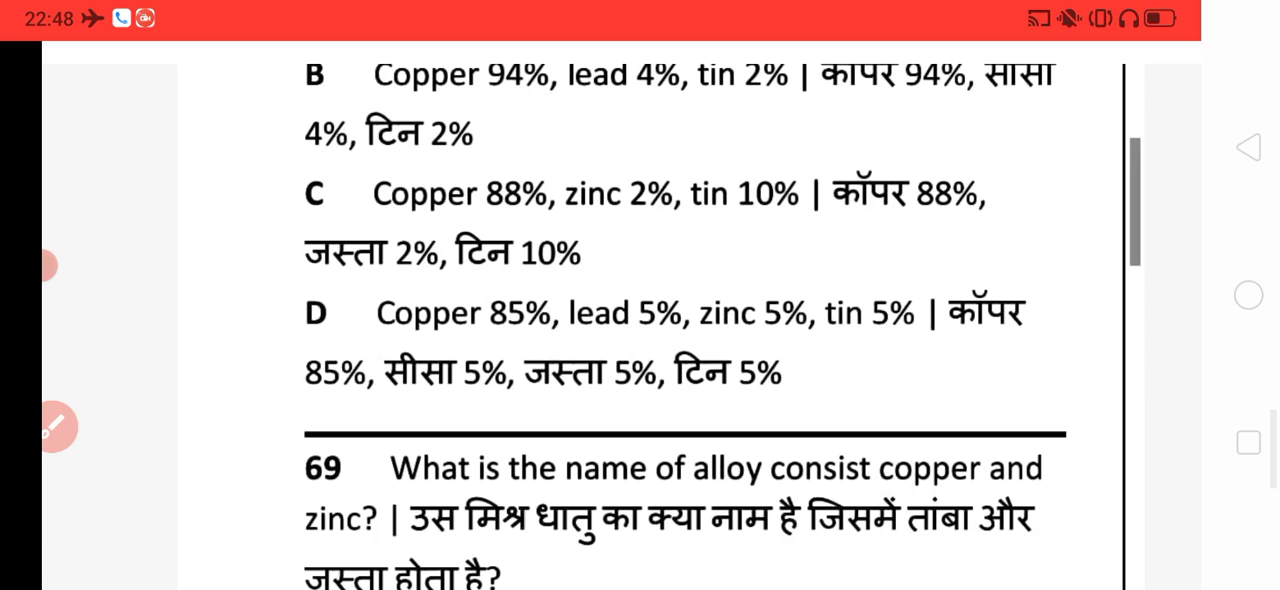 22:48
B Copper 94%, lead 4%, tin 2% | कॉपर 94%, सीसा
4%, टिन 2%
C Copper 88%, zinc 2%, tin 10% | कॉपर 88%,
जस्ता 2%, टिन 10%
D Copper 85%, lead 5%, zinc 5%, tin 5% | कॉपर
85%, सीसा 5%, जस्ता 5%, टिन 5%
69 What is the name of alloy consist copper and
zinc? | उस मिश्र धातु का क्या नाम है जिसमें तांबा और
जस्ता होता है?